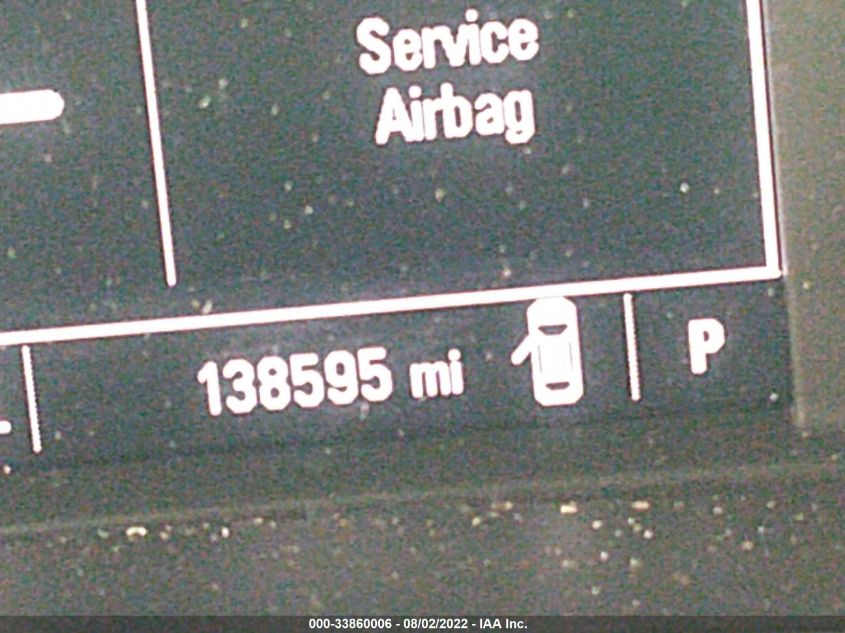 Service
Airbag
138595 mi
P
000-33860006 - 08/02/2022 - IAA Inc.